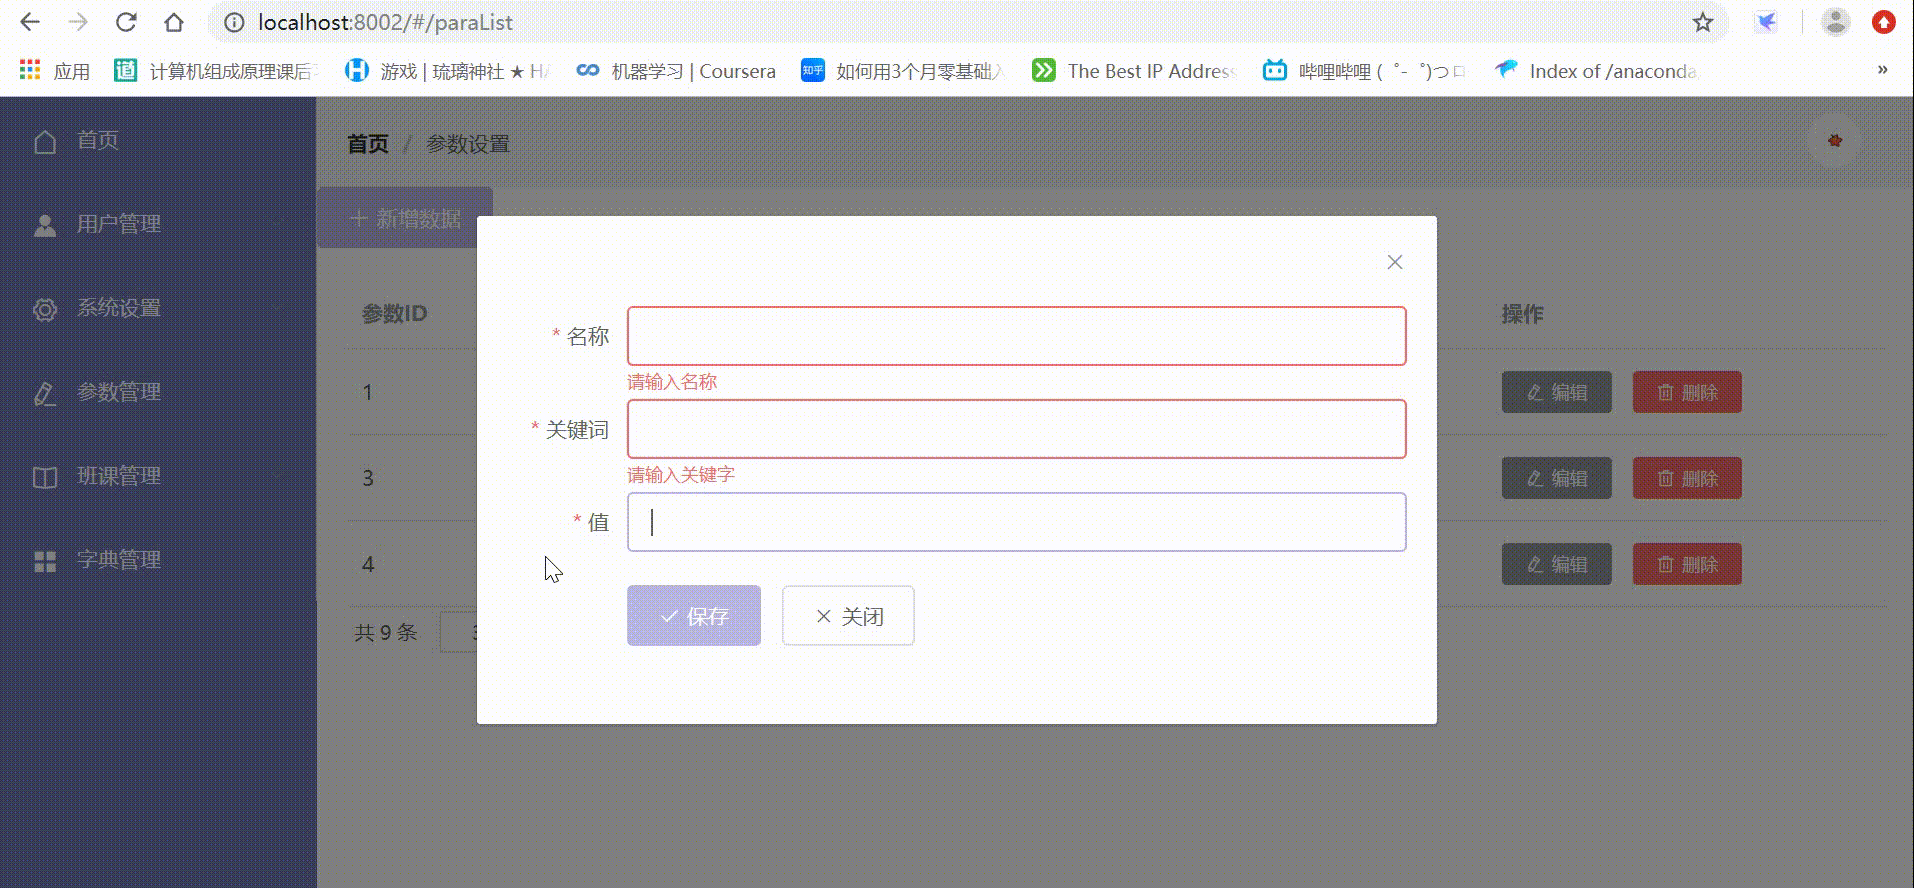 localhost:8002/#/paraList
应用
计算机组成原理课后
游戏 | 琉璃神社 ★ HA
机器学习 | Coursera
知乎
如何用3个月零基础入
The Best IP Address
哔哩哔哩 (゜-゜)つロ
Index of /anaconda
»
首页
用户管理
系统设置
参数管理
班课管理
字典管理
首页 / 参数设置
+ 新增数据
参数ID
操作
1
编辑
删除
3
编辑
删除
4
编辑
删除
共 9 条
* 名称
请输入名称
* 关键词
请输入关键字
* 值
保存
关闭